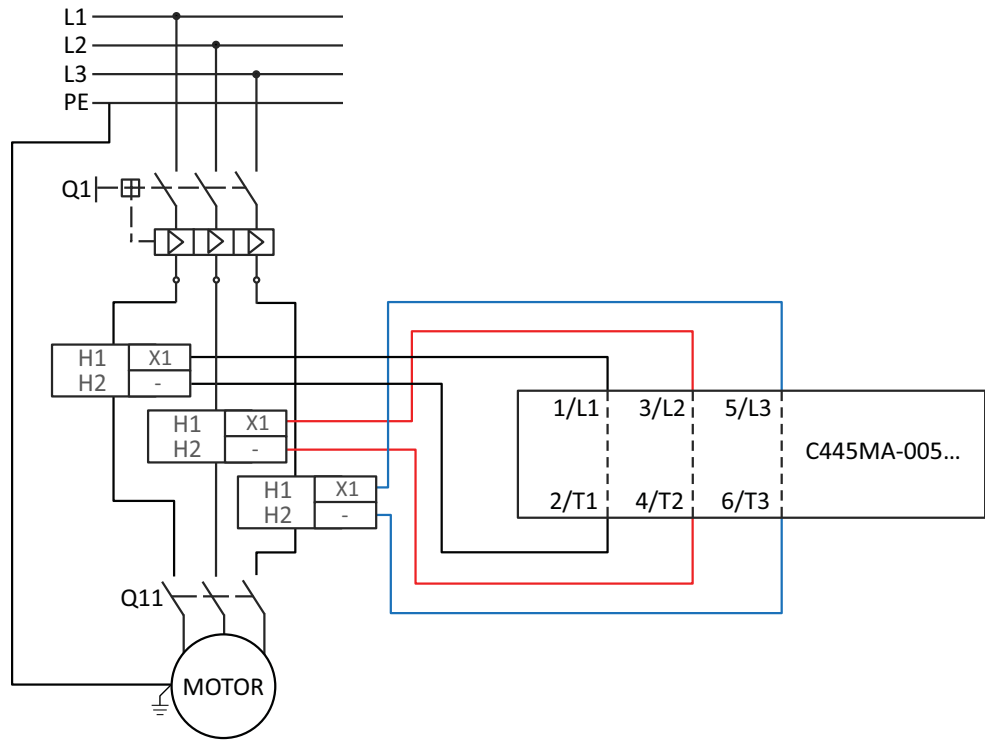 L1
L2
L3
PE
Q1
H1 X1
H2 -
H1 X1
H2 -
H1 X1
H2 -
1/L1 3/L2 5/L3
C445MA-005...
2/T1 4/T2 6/T3
Q11
MOTOR